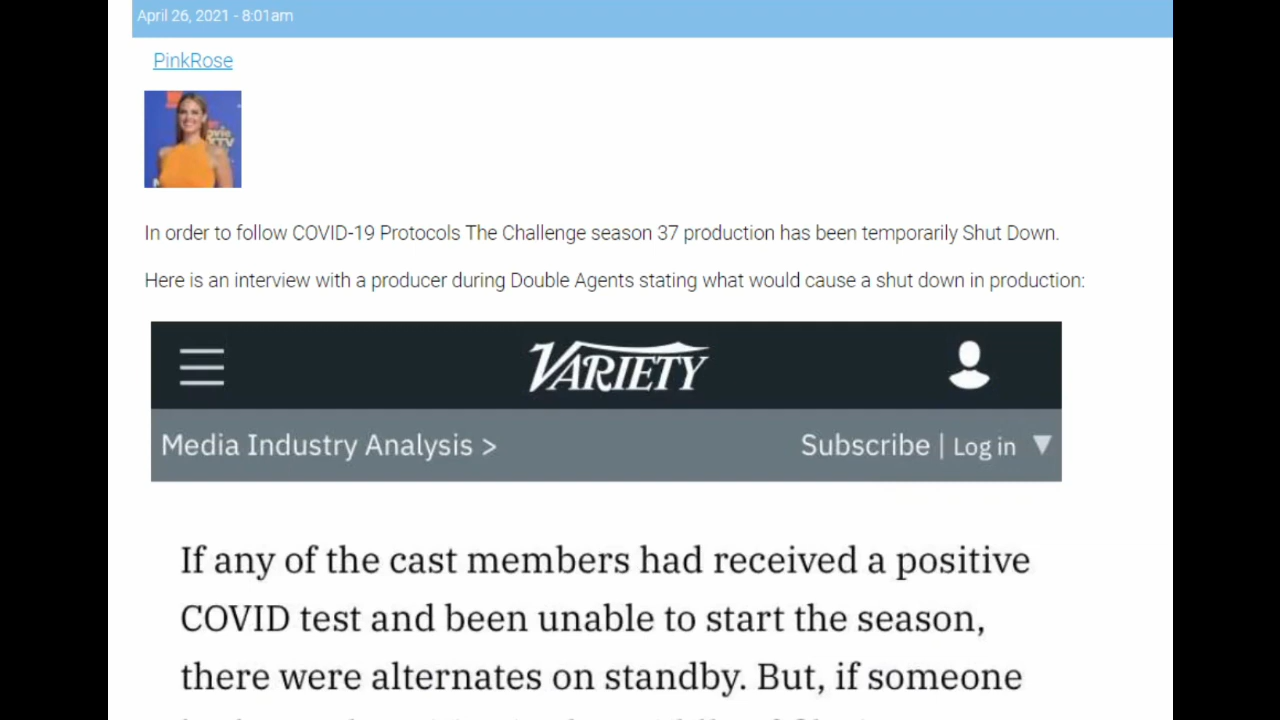 April 26, 2021 - 8:01am
PinkRose
In order to follow COVID-19 Protocols The Challenge season 37 production has been temporarily Shut Down.
Here is an interview with a producer during Double Agents stating what would cause a shut down in production:
VARIETY
Media Industry Analysis >
Subscribe | Log in ▼
If any of the cast members had received a positive
COVID test and been unable to start the season,
there were alternates on standby. But, if someone